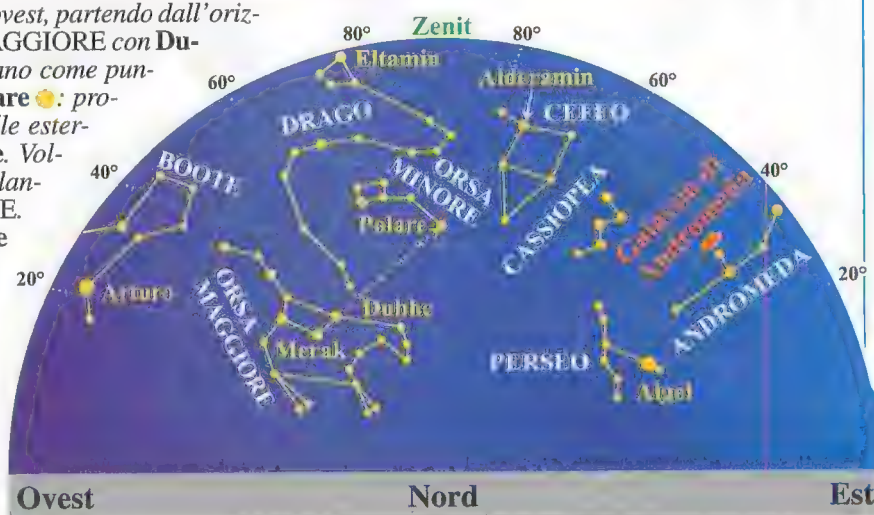 ovest, partendo dall'oriz-
AGGIORE con Du-
ano come pun-
are : pro-
lle ester-
e. Vol-
lan-
E.
e
Zenit
80°
80°
60°
60°
40°
40°
20°
20°
Eltamin
Alderamin
DRAGO
CEFEO
BOOTE
ORSA
MINORE
Polare
CASSIOPEA
Galassia di
Andromeda
ANDROMEDA
Arturo
ORSA
MAGGIORE
Dubhe
Merak
PERSEO
Algol
Ovest
Nord
Est